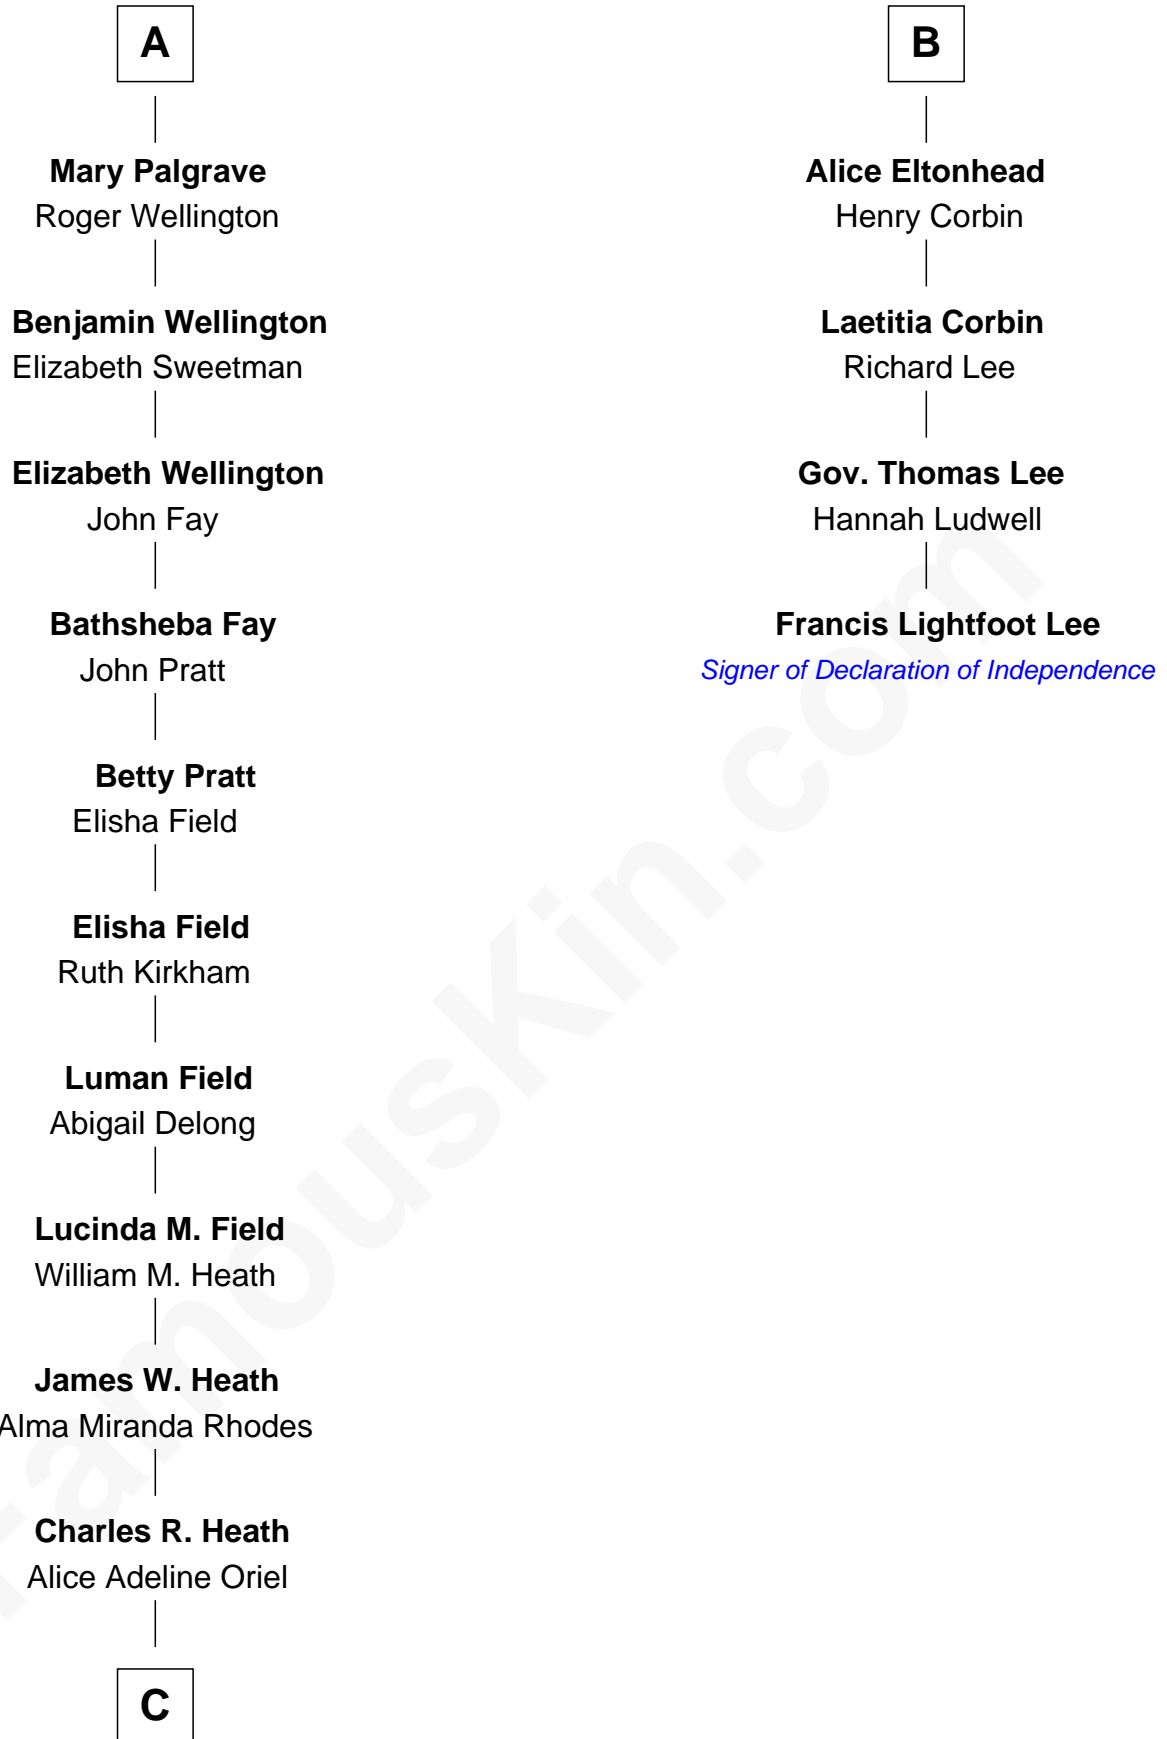 A
Mary Palgrave
Roger Wellington
Benjamin Wellington
Elizabeth Sweetman
Elizabeth Wellington
John Fay
Bathsheba Fay
John Pratt
Betty Pratt
Elisha Field
Elisha Field
Ruth Kirkham
Luman Field
Abigail Delong
Lucinda M. Field
William M. Heath
James W. Heath
Alma Miranda Rhodes
Charles R. Heath
Alice Adeline Oriel
C
B
Alice Eltonhead
Henry Corbin
Laetitia Corbin
Richard Lee
Gov. Thomas Lee
Hannah Ludwell
Francis Lightfoot Lee
Signer of Declaration of Independence
FamousKin.com